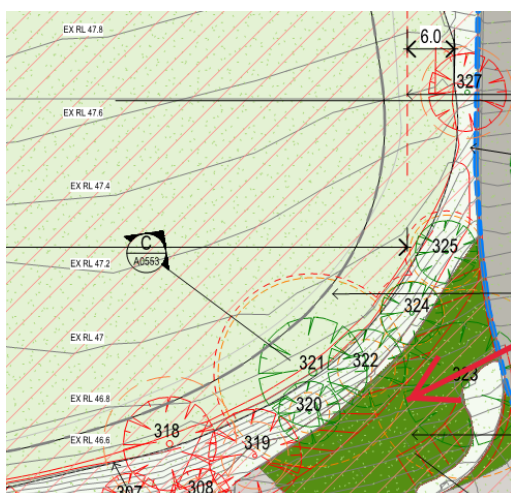 EX RL 47.8
6.0
327
EX RL 47.6
EX RL 47.4
C
A0553
325
EX RL 47.2
324
EX RL 47
321
322
323
EX RL 46.8
320
318
319
EX RL 46.6
307
308